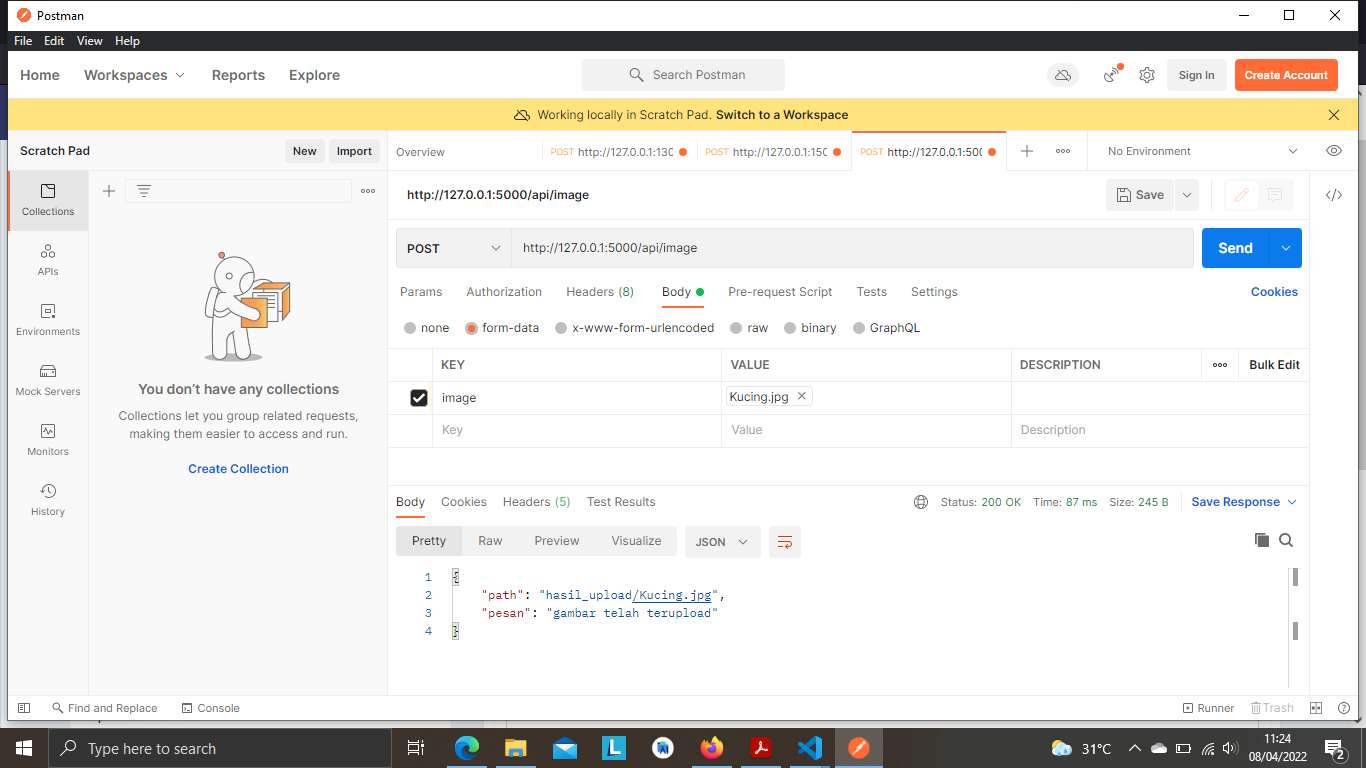 Postman
File Edit View Help
Home Workspaces Reports Explore Search Postman Sign In Create Account
Working locally in Scratch Pad. Switch to a Workspace
Scratch Pad New Import Overview POST http://127.0.0.1:130 POST http://127.0.0.1:150 POST http://127.0.0.1:500 No Environment
http://127.0.0.1:5000/api/image Save
Collections
APIs
Environments
Mock Servers
Monitors
History
You don't have any collections
Collections let you group related requests,
making them easier to access and run.
Create Collection
POST http://127.0.0.1:5000/api/image Send
Params Authorization Headers (8) Body Pre-request Script Tests Settings Cookies
none form-data x-www-form-urlencoded raw binary GraphQL
KEY VALUE DESCRIPTION Bulk Edit
image Kucing.jpg
Key Value Description
Body Cookies Headers (5) Test Results Status: 200 OK Time: 87 ms Size: 245 B Save Response
Pretty Raw Preview Visualize JSON
1 {
2 "path": "hasil_upload/Kucing.jpg",
3 "pesan": "gambar telah terupload"
4 }
Find and Replace Console Runner Trash
Type here to search L 31°C 11:24
08/04/2022 2